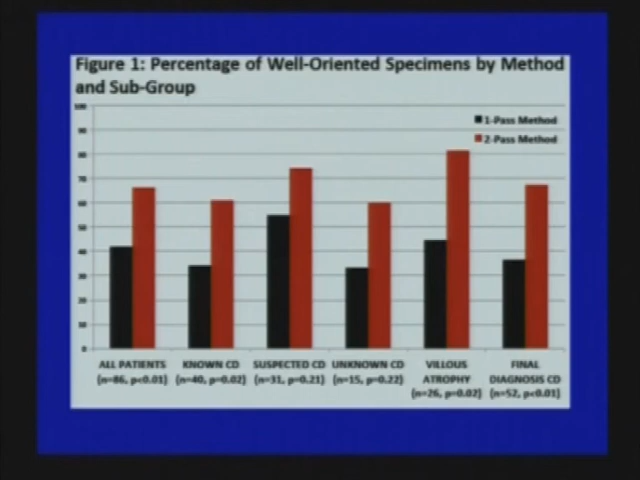 Figure 1: Percentage of Well-Oriented Specimens by Method
and Sub-Group
100
90
80
70
60
50
40
30
20
10
0
1-Pass Method
2-Pass Method
ALL PATIENTS
(n=86, p<0.01)
KNOWN CD
(n=40, p=0.02)
SUSPECTED CD
(n=31, p=0.21)
UNKNOWN CD
(n=15, p=0.22)
VILLOUS
ATROPHY
(n=26, p=0.02)
FINAL
DIAGNOSIS CD
(n=52, p<0.01)